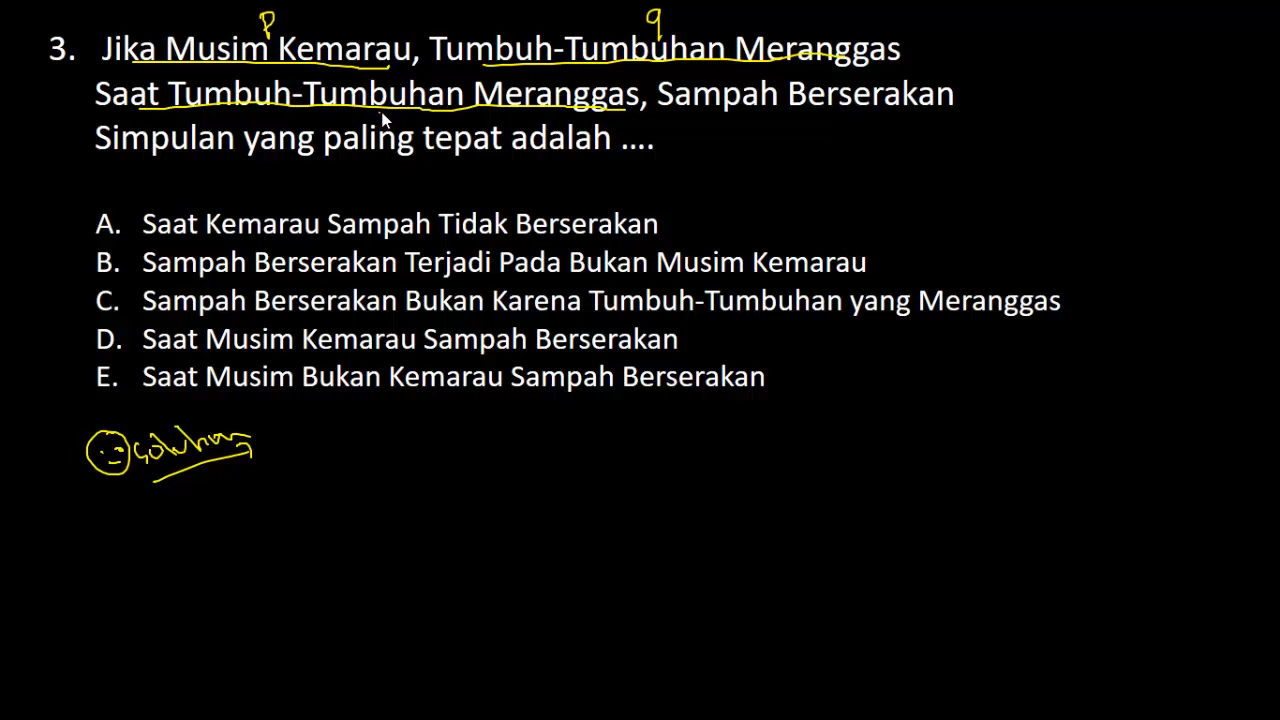 P q
3. Jika Musim Kemarau, Tumbuh-Tumbuhan Meranggas
Saat Tumbuh-Tumbuhan Meranggas, Sampah Berserakan
Simpulan yang paling tepat adalah ....
A. Saat Kemarau Sampah Tidak Berserakan
B. Sampah Berserakan Terjadi Pada Bukan Musim Kemarau
C. Sampah Berserakan Bukan Karena Tumbuh-Tumbuhan yang Meranggas
D. Saat Musim Kemarau Sampah Berserakan
E. Saat Musim Bukan Kemarau Sampah Berserakan